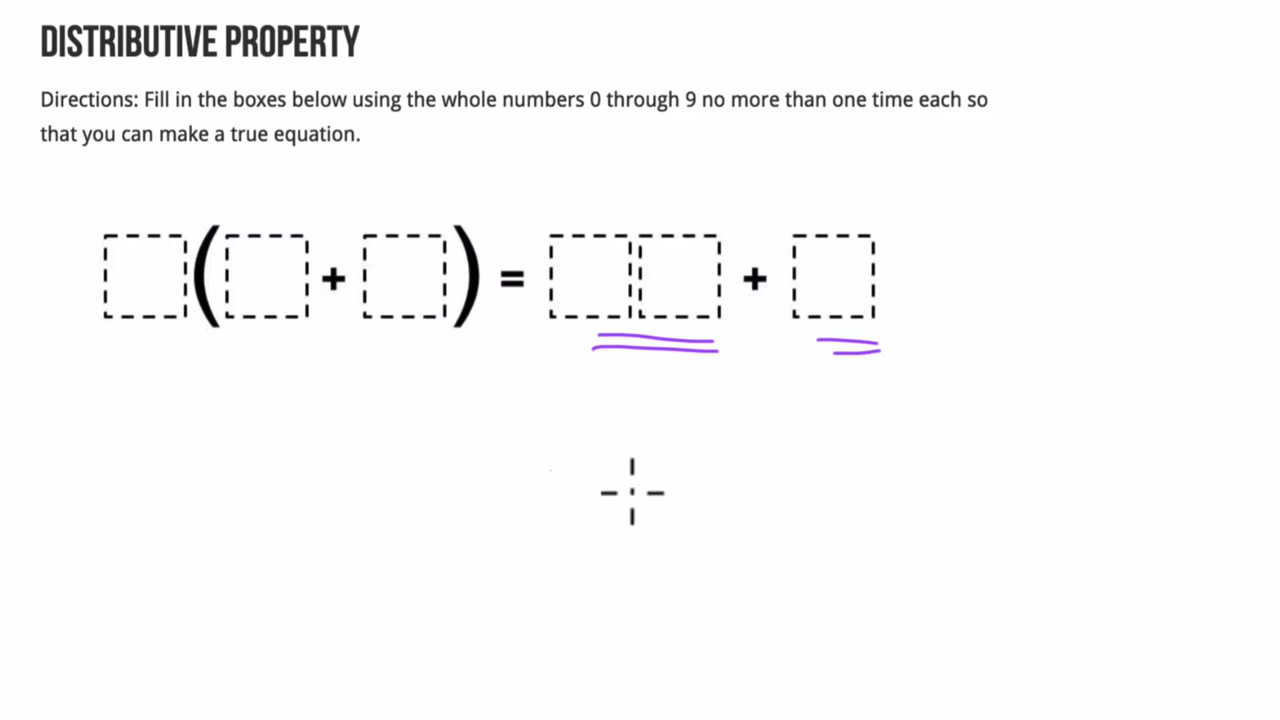 DISTRIBUTIVE PROPERTY
Directions: Fill in the boxes below using the whole numbers 0 through 9 no more than one time each so
that you can make a true equation.
( + ) = +